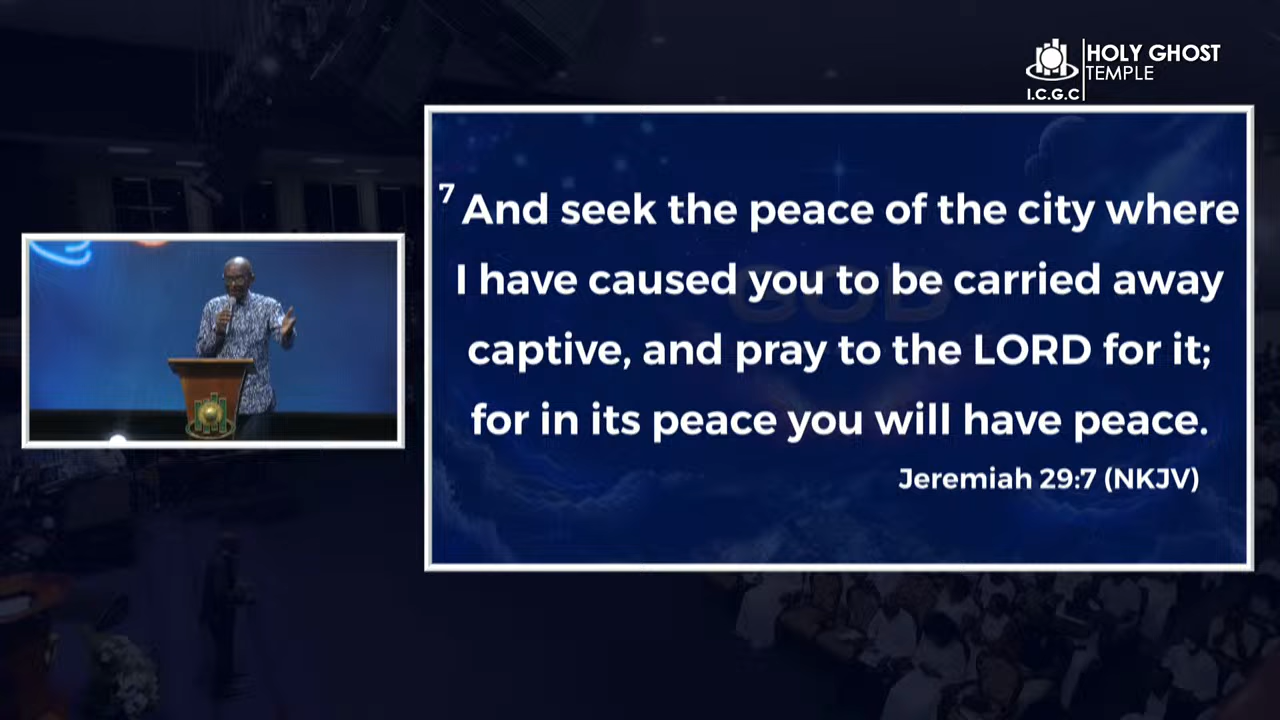 HOLY GHOST
TEMPLE
I.C.G.C
7 And seek the peace of the city where
I have caused you to be carried away
captive, and pray to the LORD for it;
for in its peace you will have peace.
Jeremiah 29:7 (NKJV)
GOD